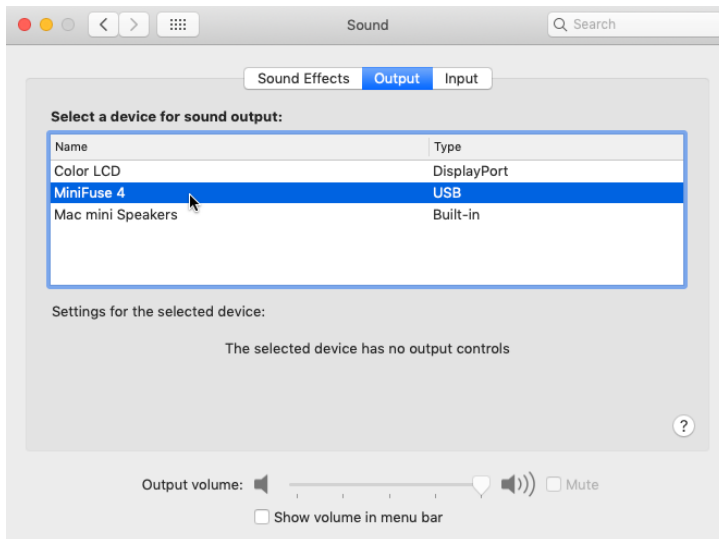 Sound
Search
Sound Effects Output Input
Select a device for sound output:
Name Type
Color LCD DisplayPort
MiniFuse 4 USB
Mac mini Speakers Built-in
Settings for the selected device:
The selected device has no output controls
?
Output volume: Mute
Show volume in menu bar